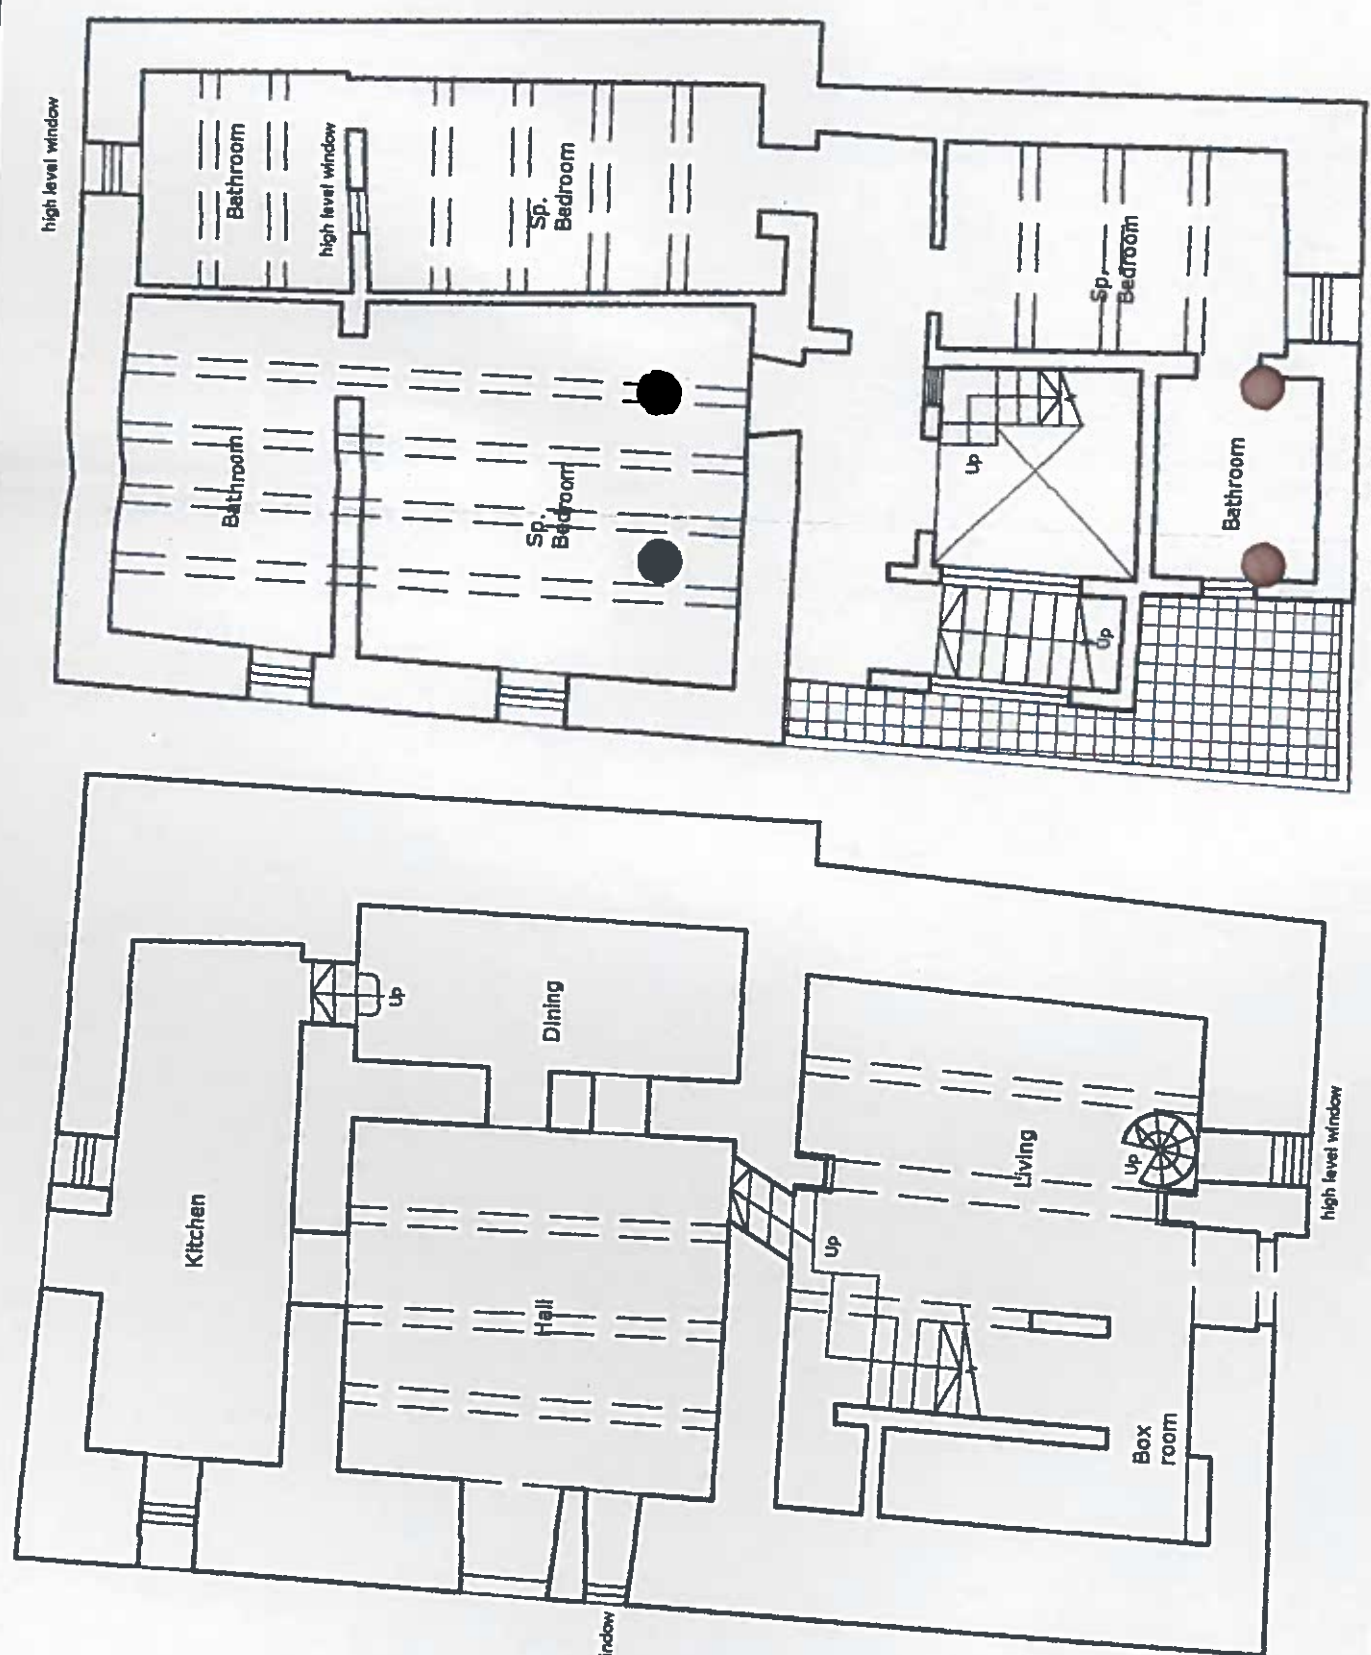 high level window
Bathroom
high level window
Sp.
Bedroom
Bathroom
Sp.
Bedroom
Sp.
Bedroom
Up
Bathroom
Up
Up
Dining
Kitchen
Up
Living
Up
Hall
high level window
Box
room
indow